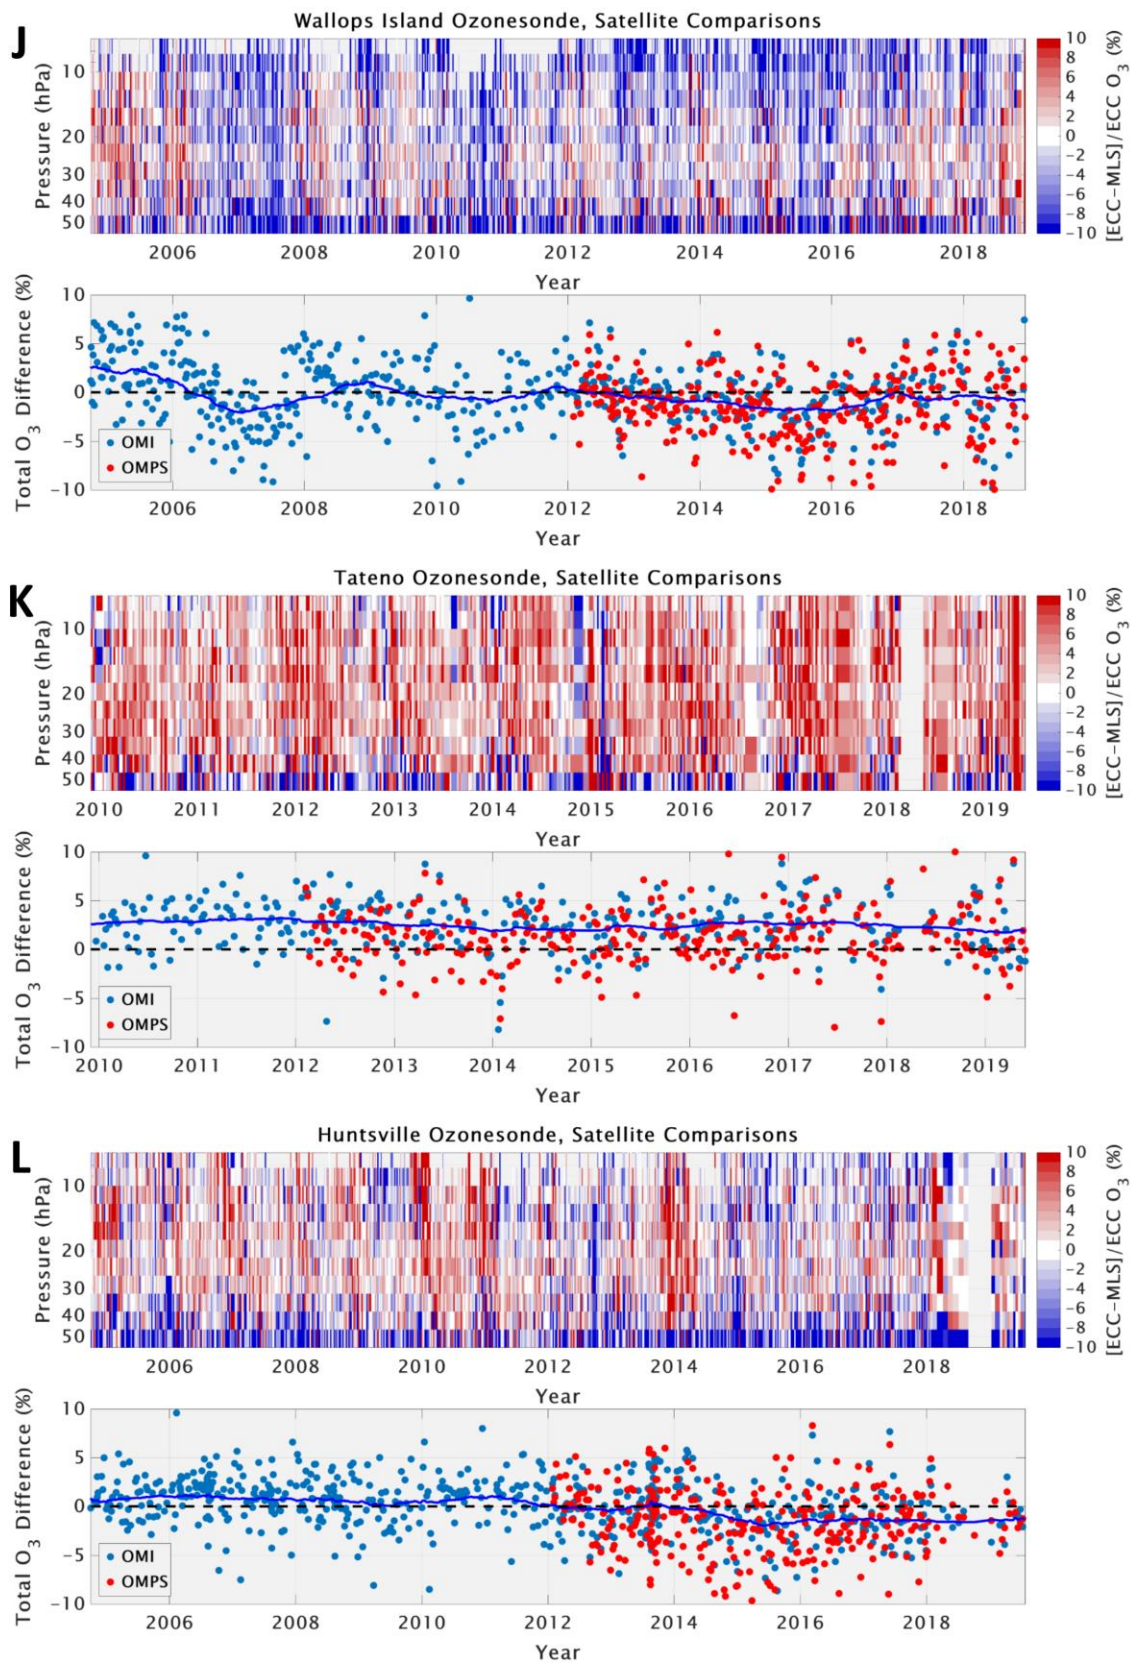 J
Wallops Island Ozonesonde, Satellite Comparisons
Pressure (hPa)
10
20
30
40
50
2006 2008 2010 2012 2014 2016 2018
Year
10
8
6
4
2
0
−2
−4
−6
−8
−10
[ECC−MLS]/ECC O3 (%)
Total O3 Difference (%)
10
5
0
−5
−10
OMI
OMPS
2006 2008 2010 2012 2014 2016 2018
Year
K
Tateno Ozonesonde, Satellite Comparisons
Pressure (hPa)
10
20
30
40
50
2010 2011 2012 2013 2014 2015 2016 2017 2018 2019
Year
10
8
6
4
2
0
−2
−4
−6
−8
−10
[ECC−MLS]/ECC O3 (%)
Total O3 Difference (%)
10
5
0
−5
−10
OMI
OMPS
2010 2011 2012 2013 2014 2015 2016 2017 2018 2019
Year
L
Huntsville Ozonesonde, Satellite Comparisons
Pressure (hPa)
10
20
30
40
50
2006 2008 2010 2012 2014 2016 2018
Year
10
8
6
4
2
0
−2
−4
−6
−8
−10
[ECC−MLS]/ECC O3 (%)
Total O3 Difference (%)
10
5
0
−5
−10
OMI
OMPS
2006 2008 2010 2012 2014 2016 2018
Year